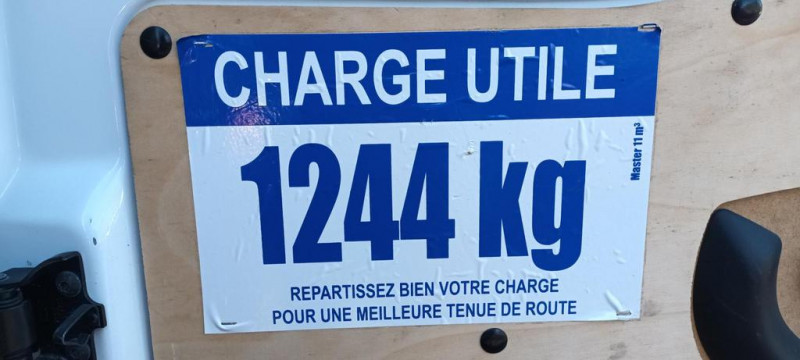 CHARGE UTILE
1244 kg
Master 11 m³
REPARTISSEZ BIEN VOTRE CHARGE
POUR UNE MEILLEURE TENUE DE ROUTE